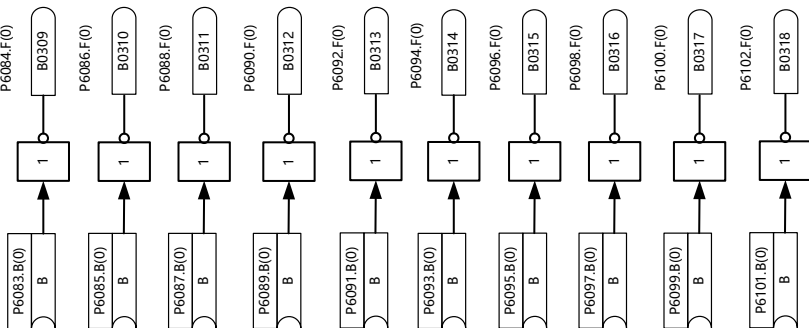 P6084.F(0)
B0309
P6086.F(0)
B0310
P6088.F(0)
B0311
P6090.F(0)
B0312
P6092.F(0)
B0313
P6094.F(0)
B0314
P6096.F(0)
B0315
P6098.F(0)
B0316
P6100.F(0)
B0317
P6102.F(0)
B0318
1
1
1
1
1
1
1
1
1
1
P6083.B(0)
B
P6085.B(0)
B
P6087.B(0)
B
P6089.B(0)
B
P6091.B(0)
B
P6093.B(0)
B
P6095.B(0)
B
P6097.B(0)
B
P6099.B(0)
B
P6101.B(0)
B